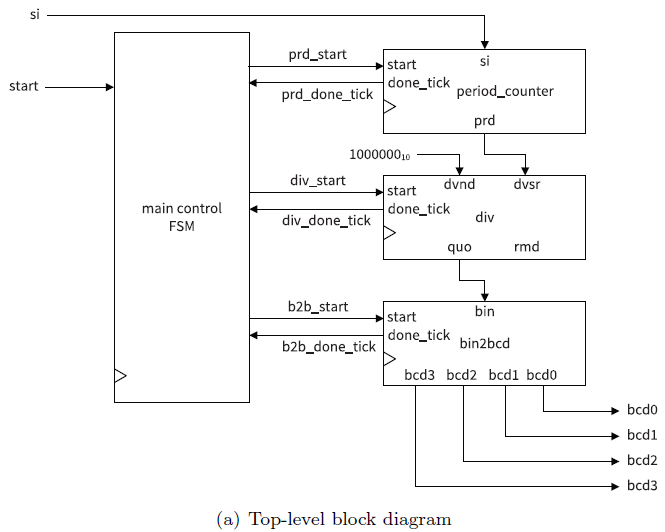 si
start
main control
FSM
prd_start
prd_done_tick
start
done_tick
si
period_counter
prd
1000000₁₀
div_start
div_done_tick
start
done_tick
dvnd
dvsr
div
quo
rmd
b2b_start
b2b_done_tick
start
done_tick
bin
bin2bcd
bcd3 bcd2 bcd1 bcd0
bcd0
bcd1
bcd2
bcd3
(a) Top-level block diagram